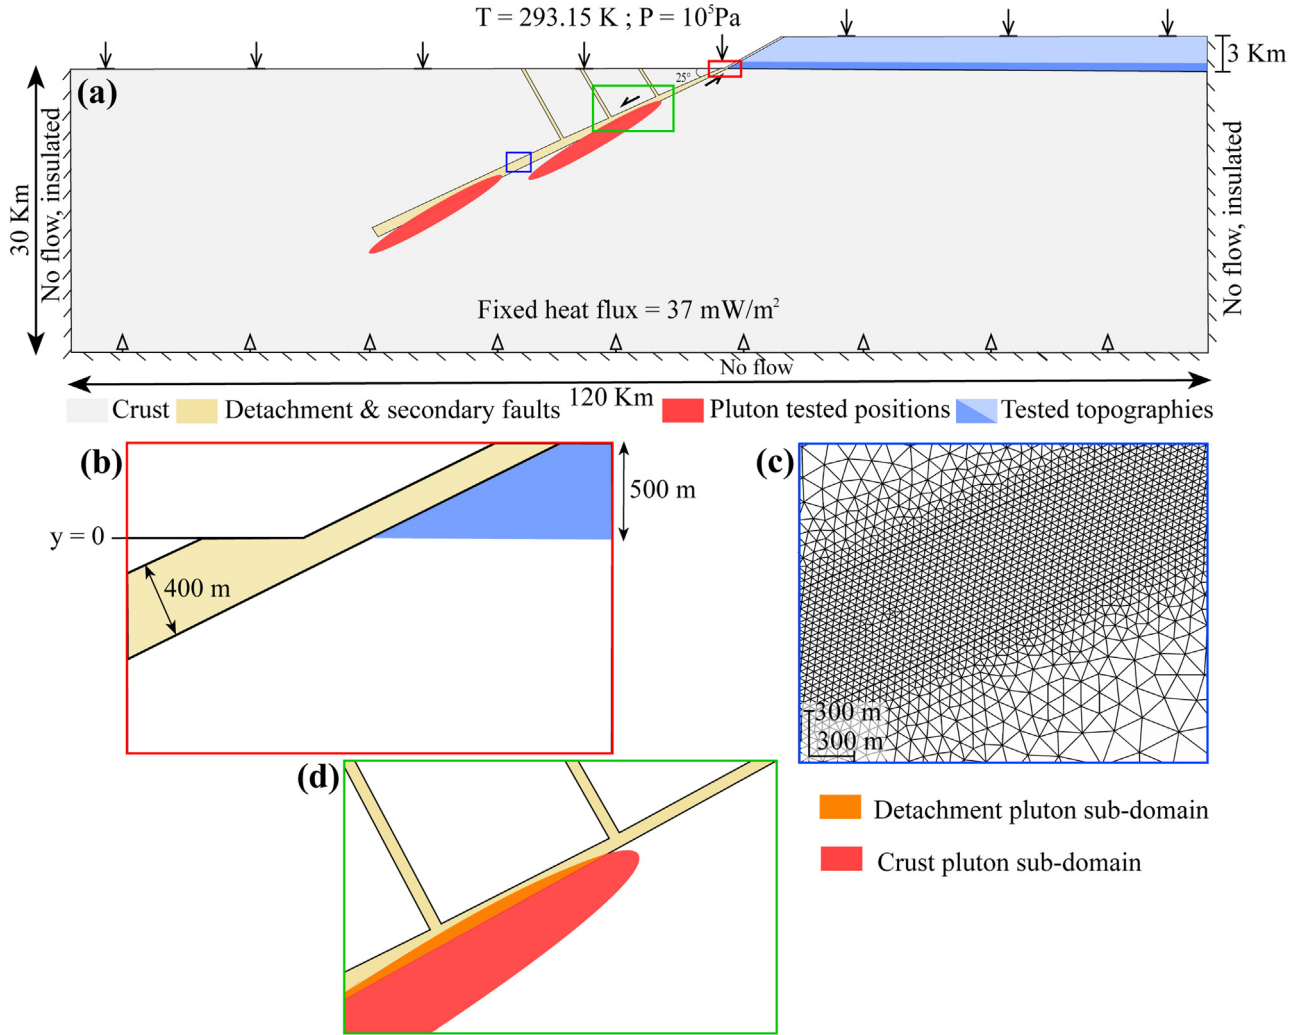 T = 293.15 K ; P = 10⁵Pa
3 Km
(a)
25°
30 Km
No flow, insulated
No flow, insulated
Fixed heat flux = 37 mW/m²
No flow
120 Km
Crust
Detachment & secondary faults
Pluton tested positions
Tested topographies
(b)
500 m
y = 0
400 m
(c)
300 m
300 m
(d)
Detachment pluton sub-domain
Crust pluton sub-domain